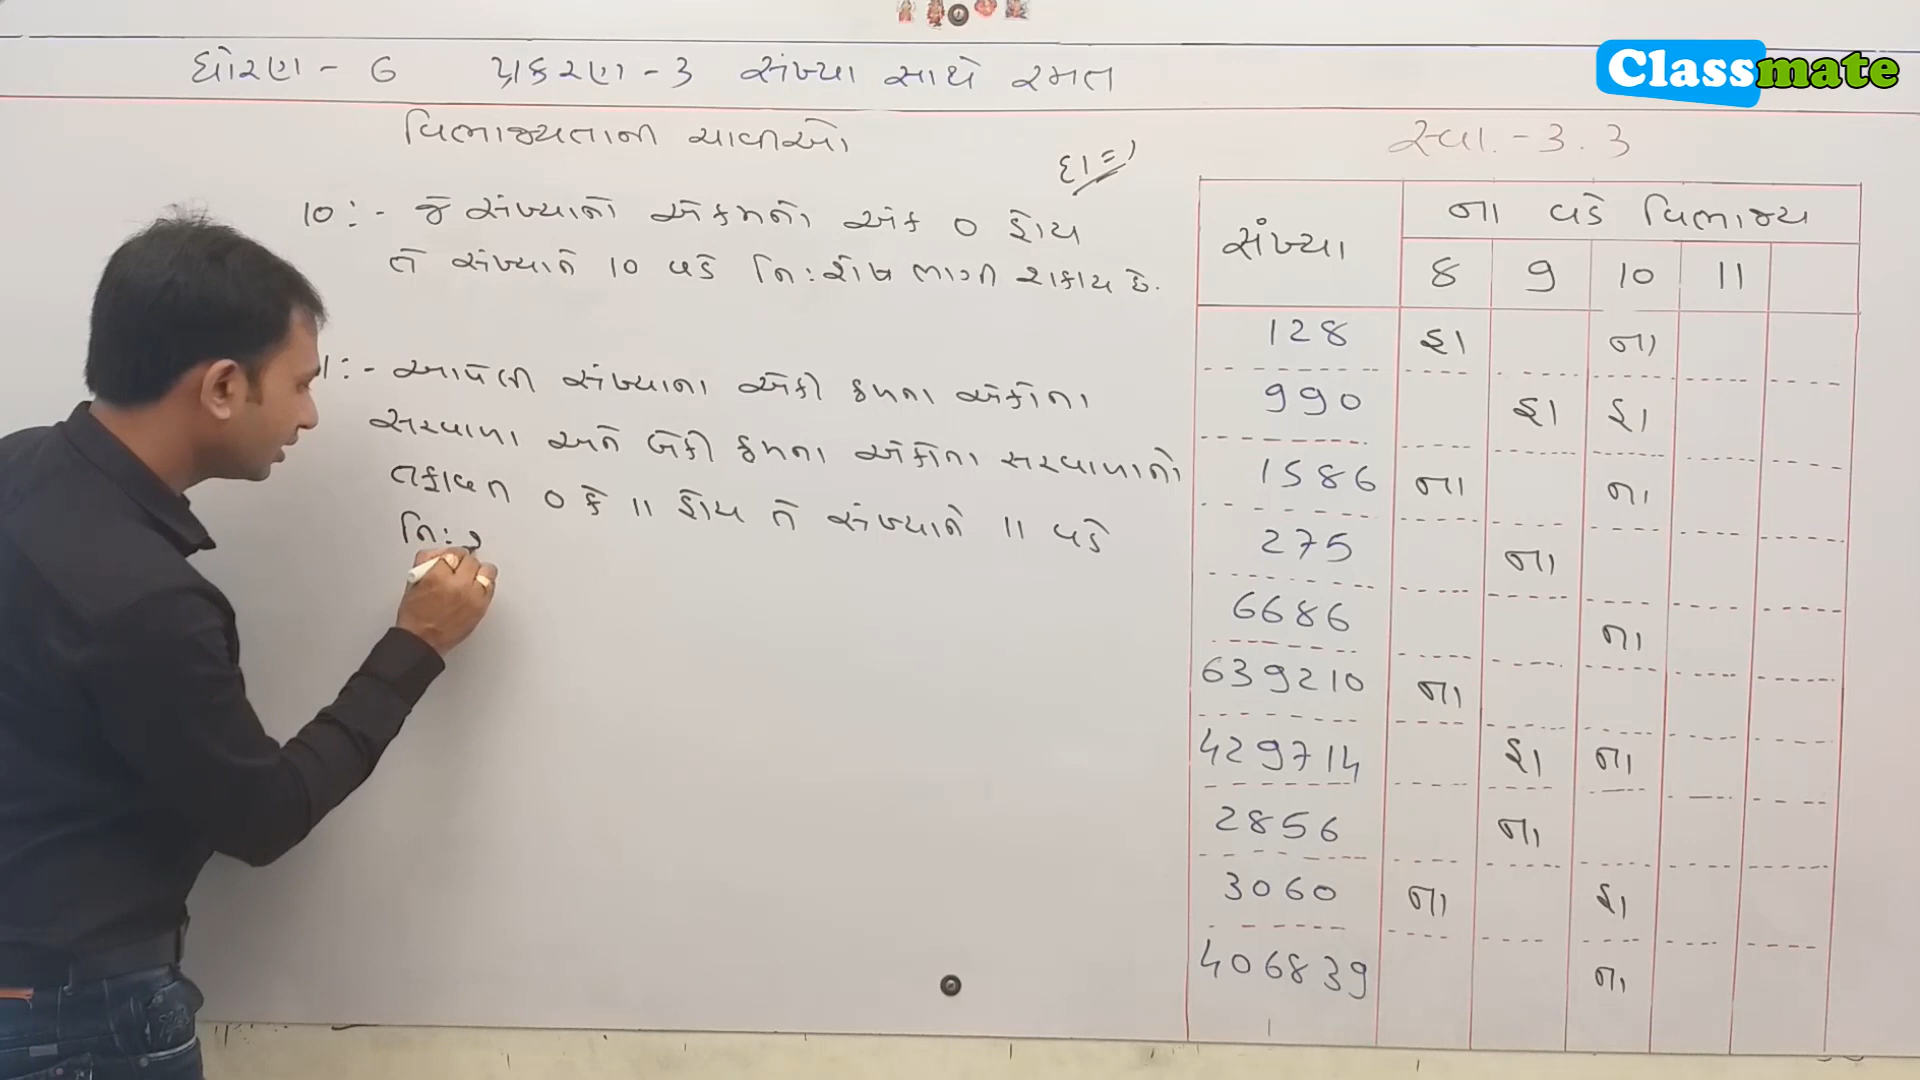 ધોરણ - 6 પ્રકરણ - 3 સંખ્યા સાથે રમત
Classmate
વિભાજ્યતાની ચાવીઓ
10 :- જે સંખ્યાનો એકમનો અંક 0 હોય
તે સંખ્યાને 10 વડે નિ:શેષ ભાગી શકાય છે.
1 :- આપેલી સંખ્યાના એકી ક્રમના અંકોના
સરવાળા અને બેકી ક્રમના અંકોના સરવાળાનો
તફાવત 0 કે 11 હોય તે સંખ્યાને 11 વડે
નિ:
સ્વા. - 3.3
સંખ્યા ના વડે વિભાજ્ય
8 9 10 11
128 હા ના
990 હા હા
1586 ના ના
275 ના
6686 ના
639210 ના
429714 હા ના
2856 ના
3060 ના હા
406839 ના